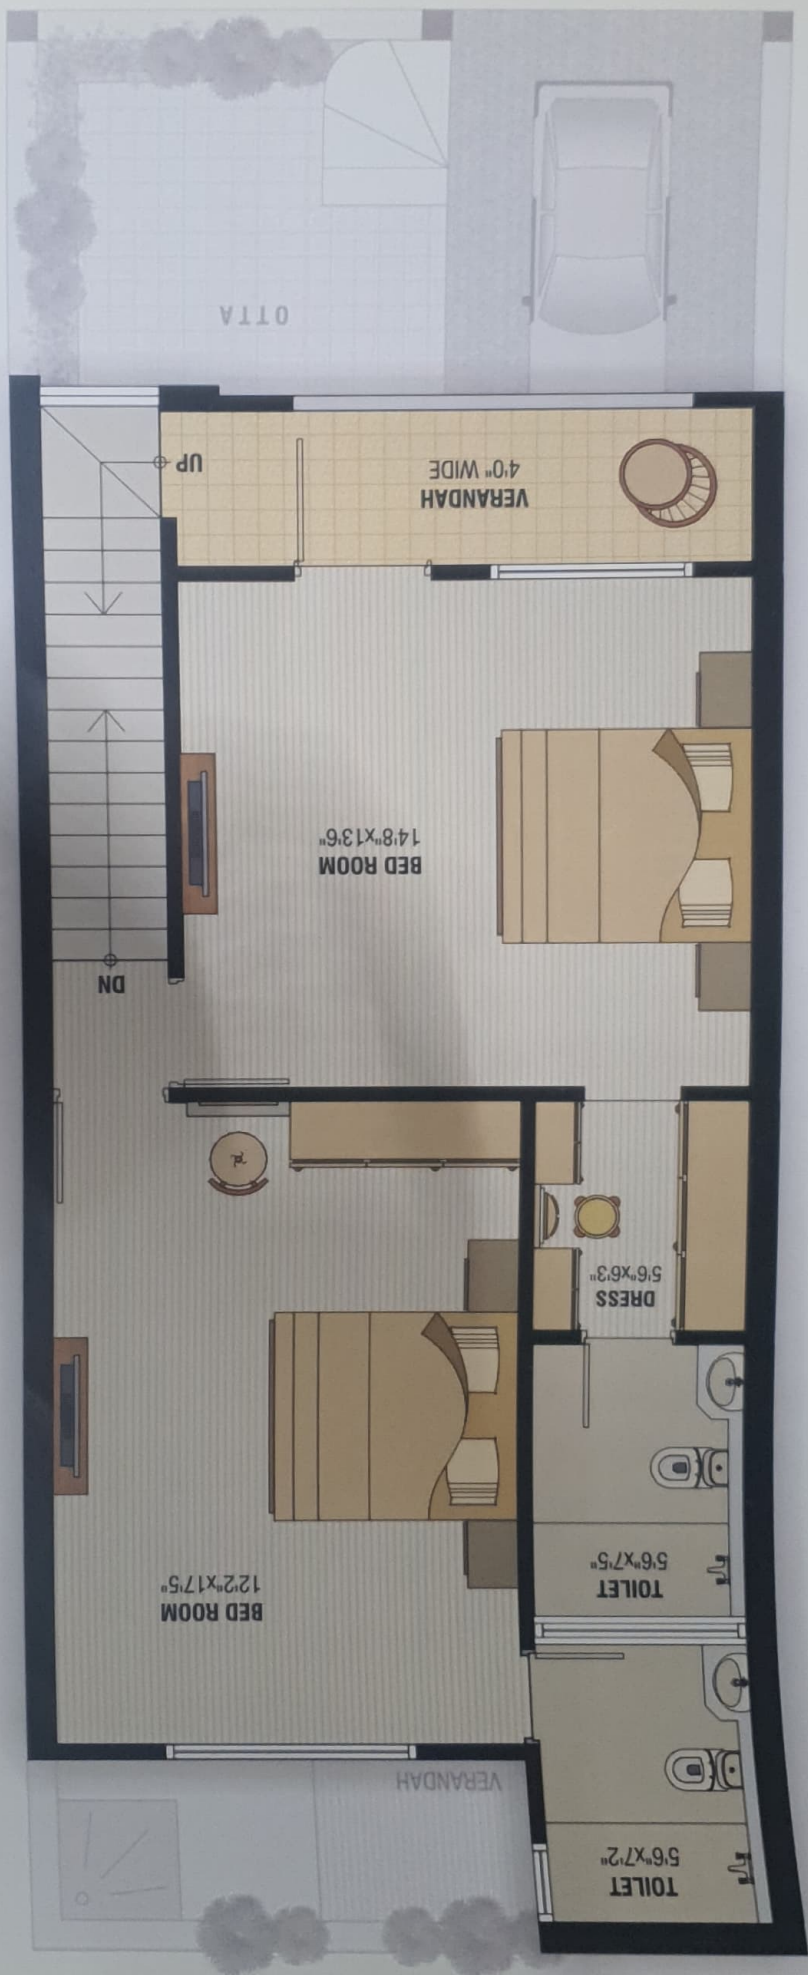 TOILET
5'6"x7'2"
VERANDAH
BED ROOM
12'2"x17'5"
TOILET
5'6"x7'5"
DRESS
5'6"x6'3"
DN
BED ROOM
14'8"x13'6"
VERANDAH
4'0" WIDE
UP
OTTA